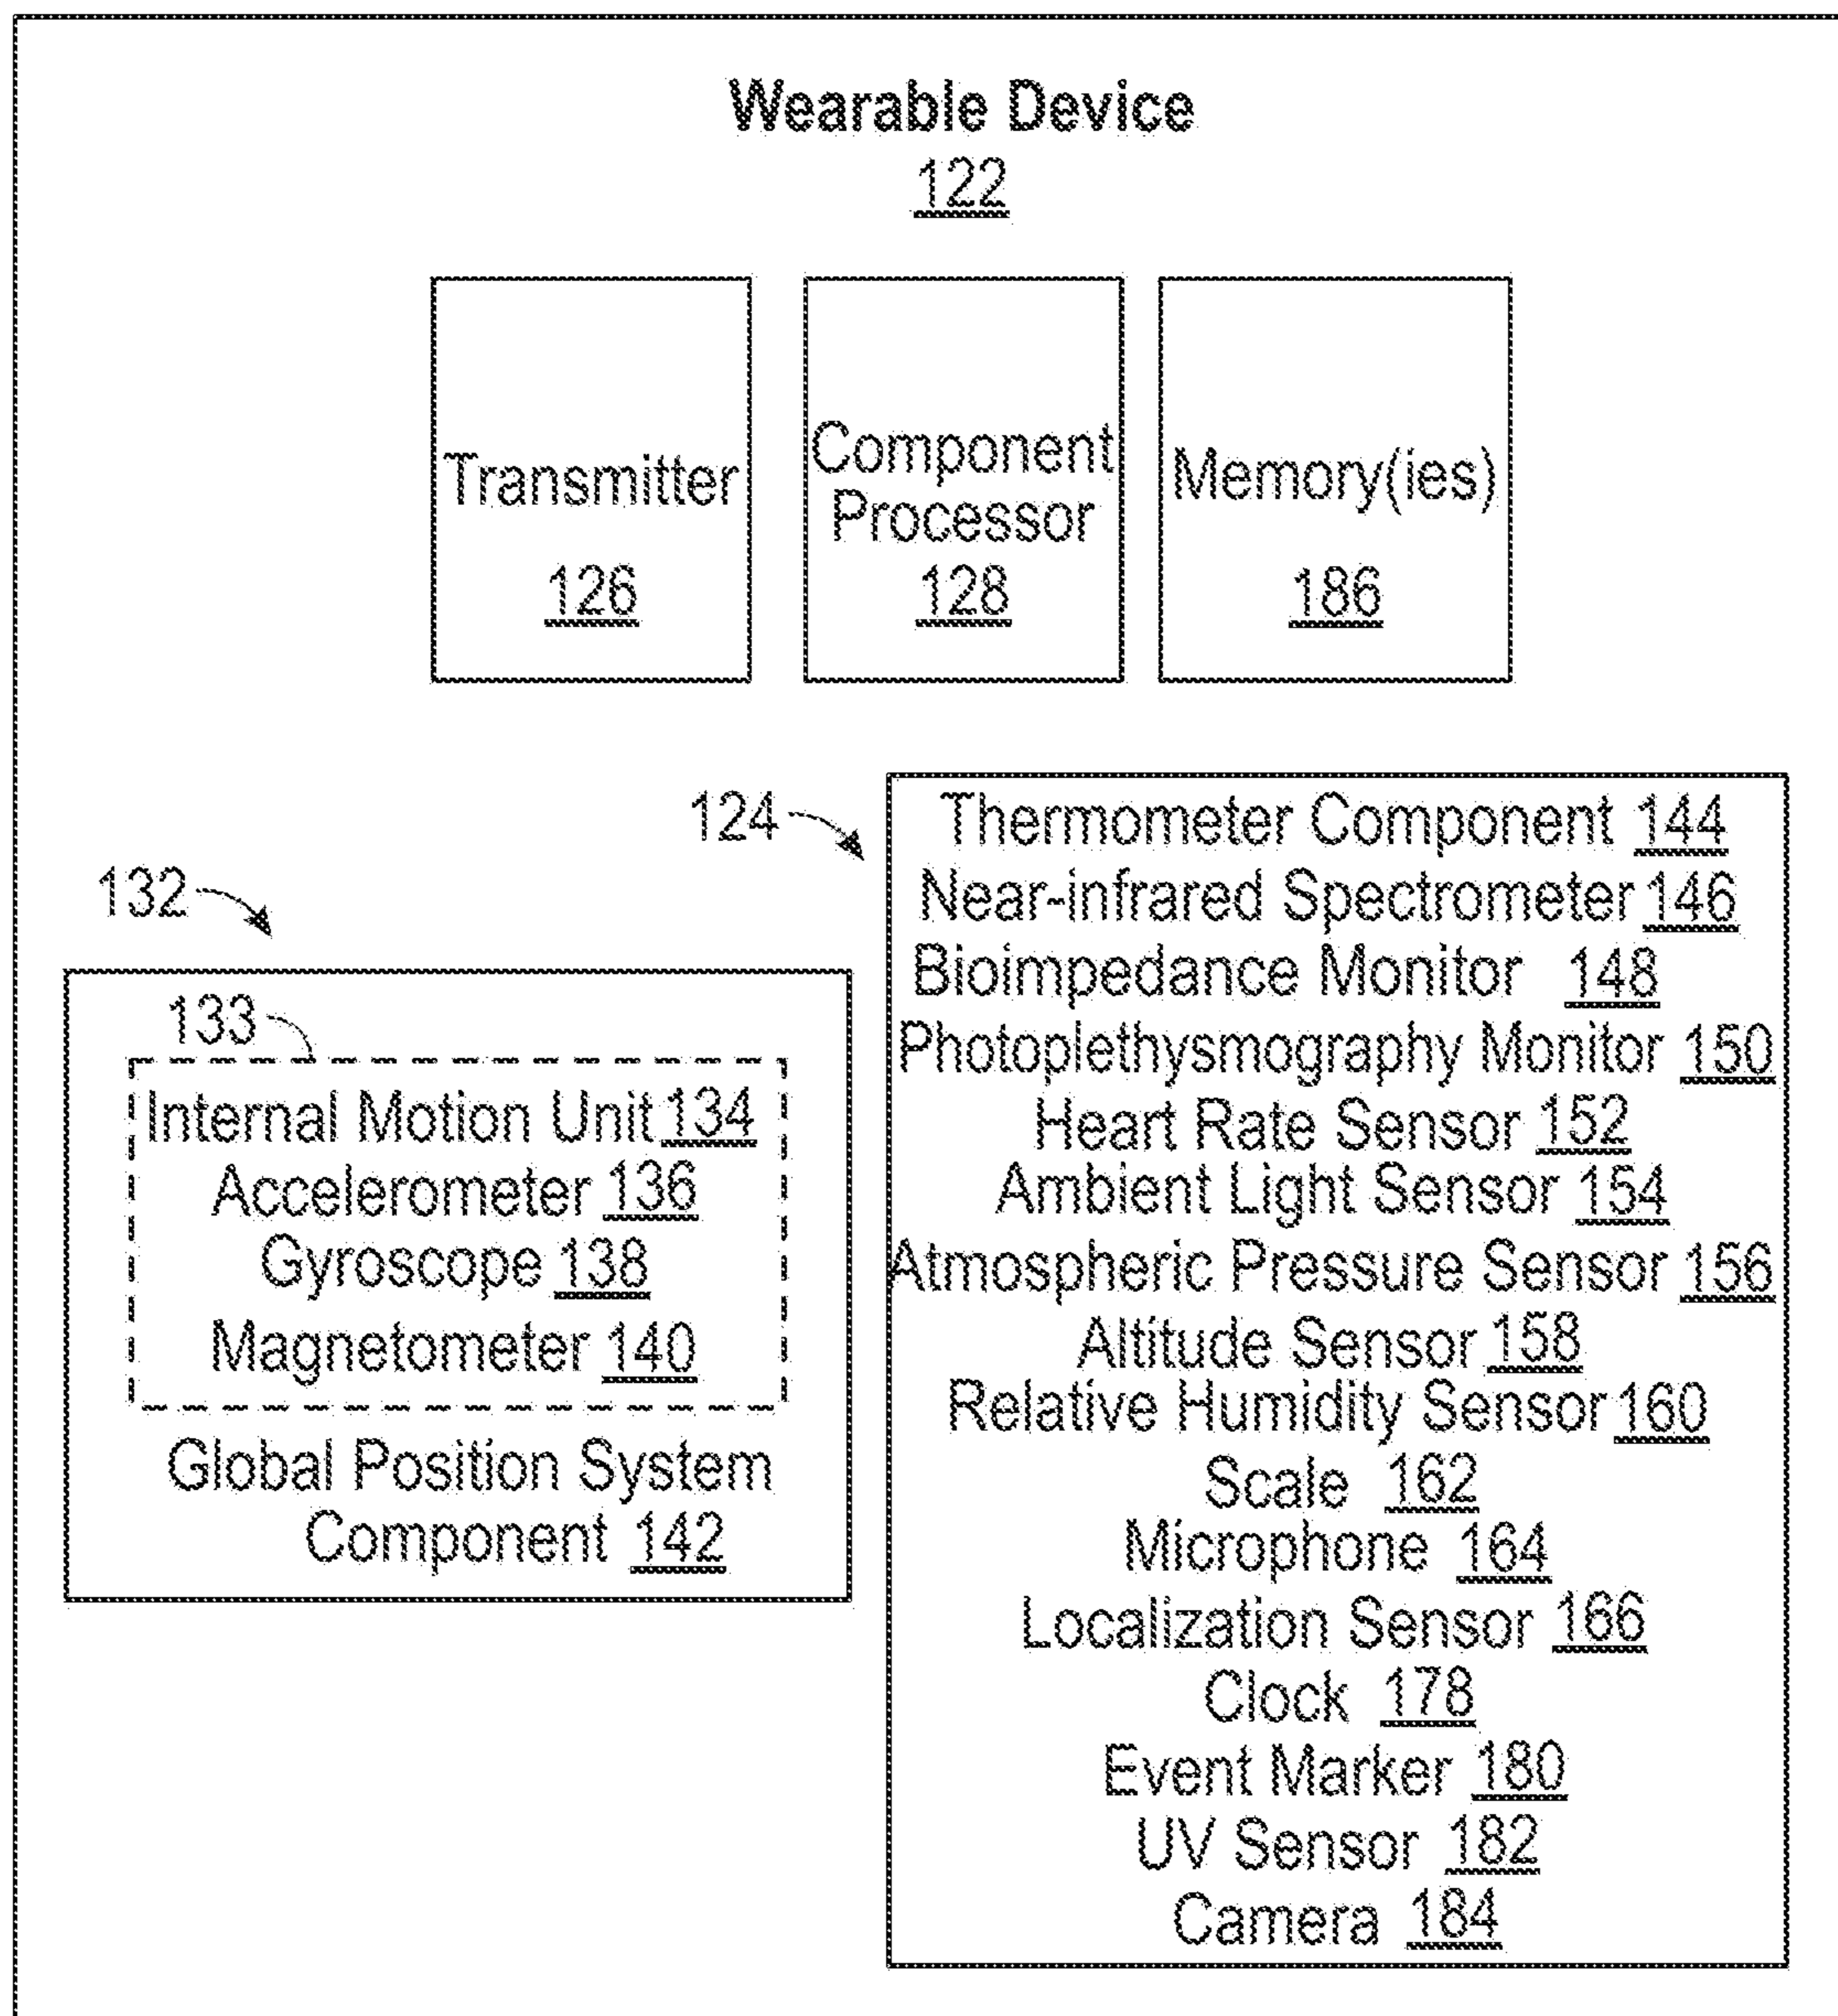 Wearable Device
122
Transmitter
126
Component
Processor
128
Memory(ies)
186
132
133
Internal Motion Unit 134
Accelerometer 136
Gyroscope 138
Magnetometer 140
Global Position System
Component 142
124
Thermometer Component 144
Near-infrared Spectrometer 146
Bioimpedance Monitor 148
Photoplethysmography Monitor 150
Heart Rate Sensor 152
Ambient Light Sensor 154
Atmospheric Pressure Sensor 156
Altitude Sensor 158
Relative Humidity Sensor 160
Scale 162
Microphone 164
Localization Sensor 166
Clock 178
Event Marker 180
UV Sensor 182
Camera 184